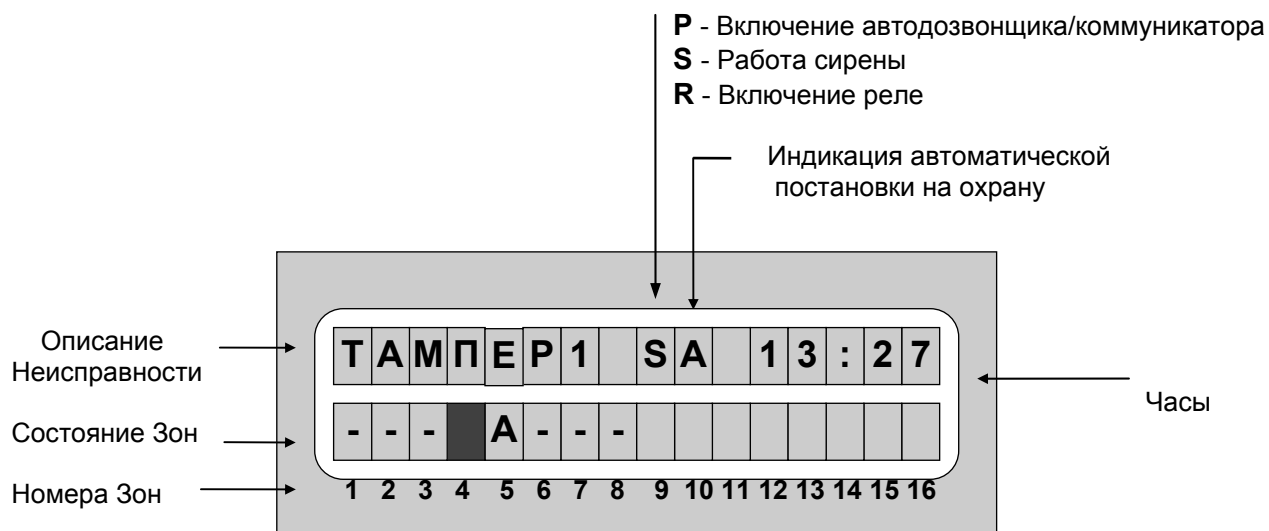 P - Включение автодозвонщика/коммуникатора
S - Работа сирены
R - Включение реле
Индикация автоматической
постановки на охрану
Описание
Неисправности
ТАМПЕР1 SA 13:27
Часы
Состояние Зон
- - - A - - -
Номера Зон
1 2 3 4 5 6 7 8 9 10 11 12 13 14 15 16